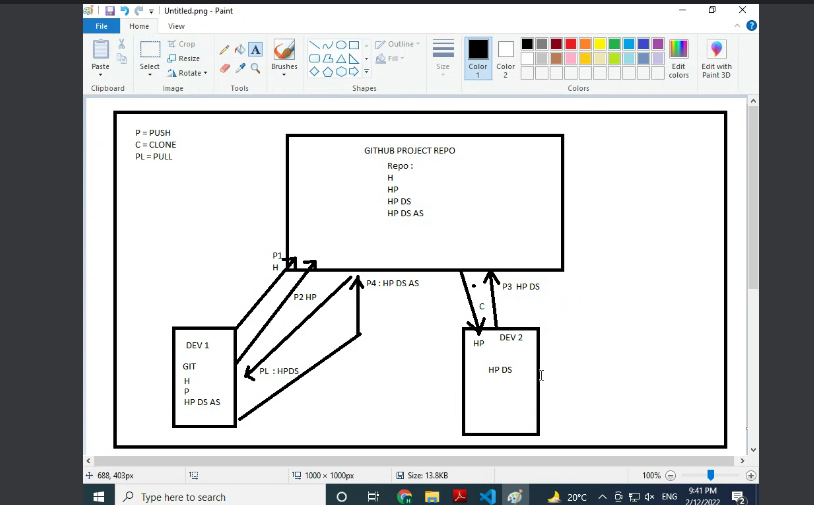 Untitled.png - Paint
File Home View
Paste
Select
Crop
Resize
Rotate
Brushes
Outline
Fill
Size
Color 1
Color 2
Edit colors
Edit with Paint 3D
Clipboard Image Tools Shapes Colors
P = PUSH
C = CLONE
PL = PULL
GITHUB PROJECT REPO
Repo :
H
HP
HP DS
HP DS AS
P1
H
P2 HP
P4 : HP DS AS
PL : HPDS
C
P3 HP DS
DEV 1
GIT
H
P
HP DS AS
HP
DEV 2
HP DS
688, 403px
1000 × 1000px
Size: 13.8KB
100%
Type here to search
20°C
ENG
9:41 PM
2/12/2022
2